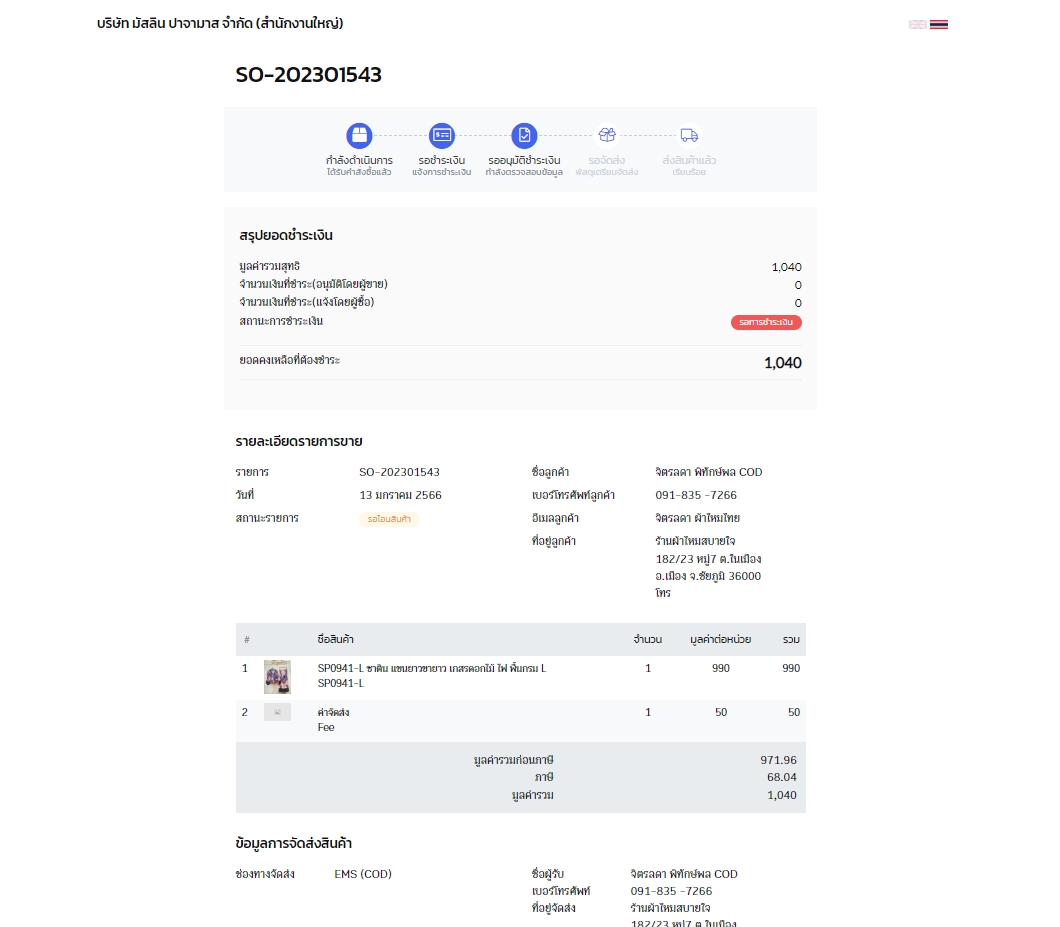 บริษัท มัสลิน ปาจามาส จำกัด (สำนักงานใหญ่)
SO-202301543
กำลังดำเนินการ รอชำระเงิน รออนุมัติชำระเงิน รอจัดส่ง ส่งสินค้าแล้ว
ได้รับคำสั่งซื้อแล้ว แจ้งการชำระเงิน กำลังตรวจสอบข้อมูล พัสดุเตรียมจัดส่ง เรียบร้อย
สรุปยอดชำระเงิน
มูลค่ารวมสุทธิ 1,040
จำนวนเงินที่ชำระ(อนุมัติโดยผู้ขาย) 0
จำนวนเงินที่ชำระ(แจ้งโดยผู้ซื้อ) 0
สถานะการชำระเงิน รอการชำระเงิน
ยอดคงเหลือที่ต้องชำระ 1,040
รายละเอียดรายการขาย
รายการ SO-202301543 ชื่อลูกค้า จิตรลดา พิทักษ์พล COD
วันที่ 13 มกราคม 2566 เบอร์โทรศัพท์ลูกค้า 091-835 -7266
สถานะรายการ รอโอนสินค้า อีเมลลูกค้า จิตรลดา ผ้าไหมไทย
ที่อยู่ลูกค้า ร้านผ้าไหมสบายใจ
182/23 หมู่7 ต.ในเมือง
อ.เมือง จ.ชัยภูมิ 36000
โทร
# ชื่อสินค้า จำนวน มูลค่าต่อหน่วย รวม
1 SP0941-L ซาติน แขนยาวขายาว เกสรดอกไม้ ไฟ พื้นกรม L 1 990 990
SP0941-L
2 ค่าจัดส่ง 1 50 50
Fee
มูลค่ารวมก่อนภาษี 971.96
ภาษี 68.04
มูลค่ารวม 1,040
ข้อมูลการจัดส่งสินค้า
ช่องทางจัดส่ง EMS (COD) ชื่อผู้รับ จิตรลดา พิทักษ์พล COD
เบอร์โทรศัพท์ 091-835 -7266
ที่อยู่จัดส่ง ร้านผ้าไหมสบายใจ
182/23 หมู่7 ต.ในเมือง